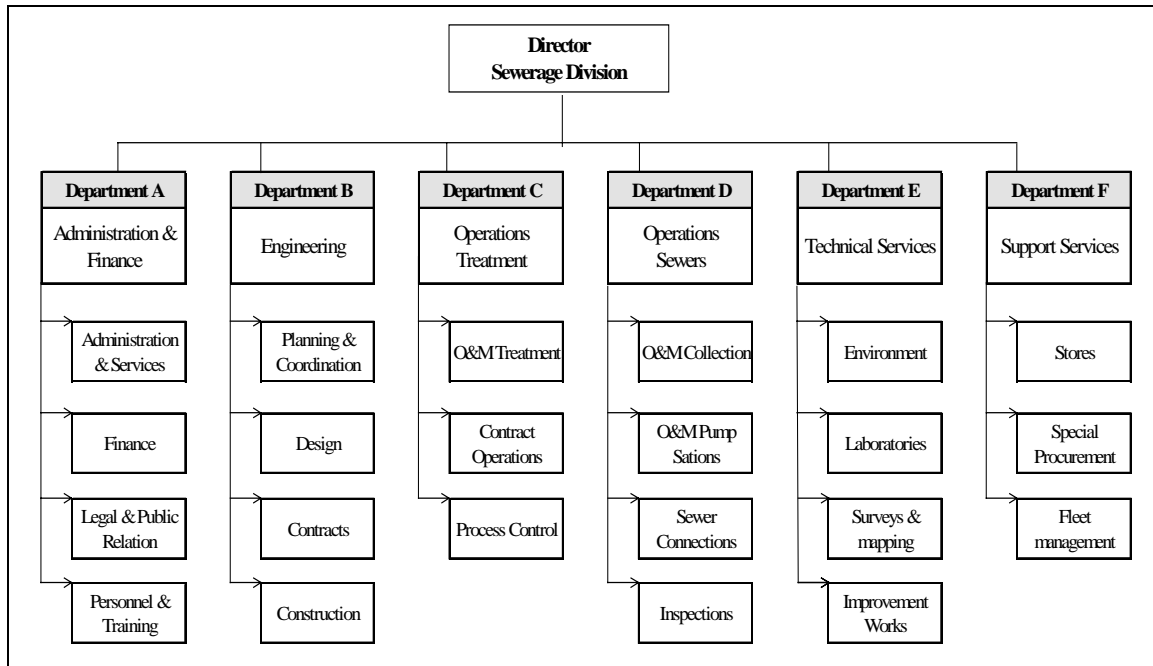 Director
Sewerage Division
Department A
Administration &
Finance
Administration
& Services
Finance
Legal & Public
Relation
Personnel &
Training
Department B
Engineering
Planning &
Coordination
Design
Contracts
Construction
Department C
Operations
Treatment
O&M Treatment
Contract
Operations
Process Control
Department D
Operations
Sewers
O&M Collection
O&M Pump
Sations
Sewer
Connections
Inspections
Department E
Technical Services
Environment
Laboratories
Surveys &
mapping
Improvement
Works
Department F
Support Services
Stores
Special
Procurement
Fleet
management